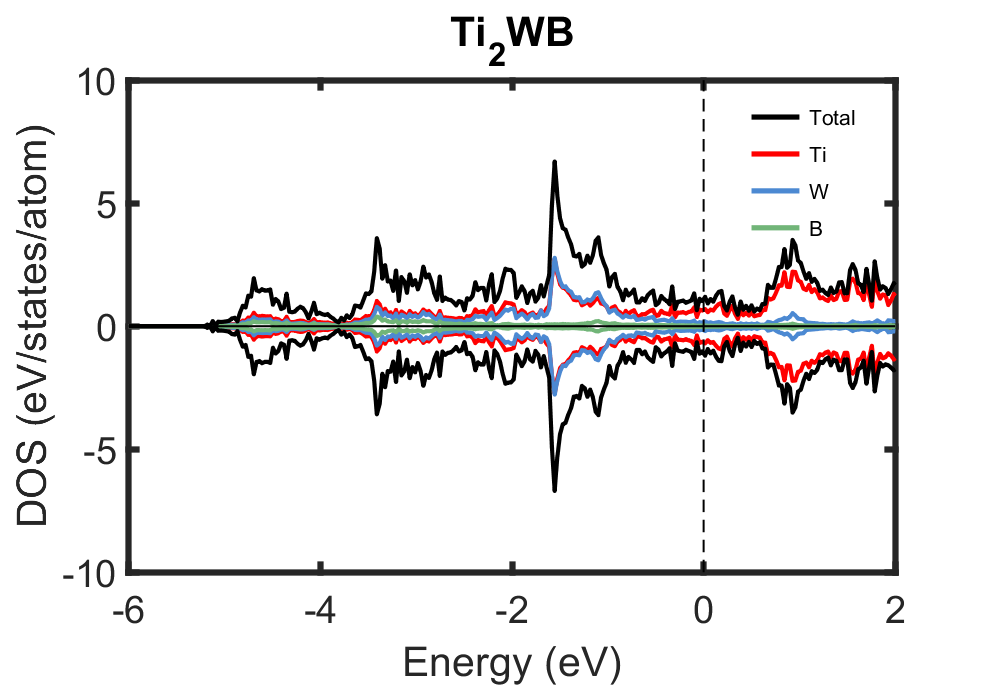 Ti₂WB
10
5
0
-5
-10
DOS (eV/states/atom)
Total
Ti
W
B
-6 -4 -2 0 2
Energy (eV)